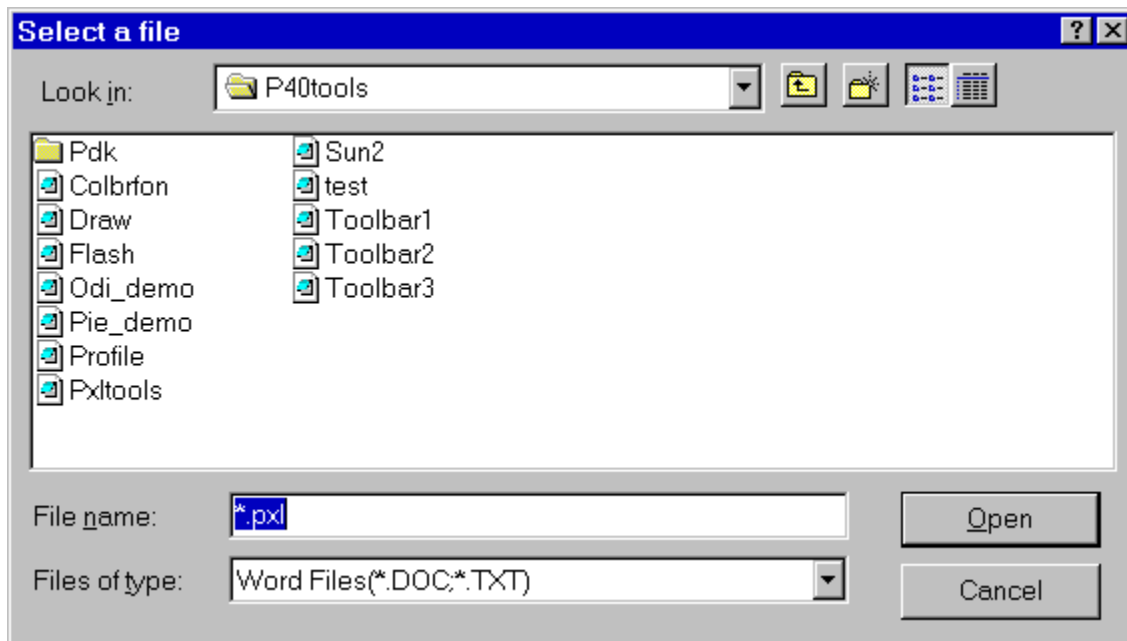 Select a file
Look in: P40tools
Pdk
Colbrfon
Draw
Flash
Odi_demo
Pie_demo
Profile
Pxltools
Sun2
test
Toolbar1
Toolbar2
Toolbar3
File name: *.pxl
Open
Files of type: Word Files(*.DOC;*.TXT)
Cancel